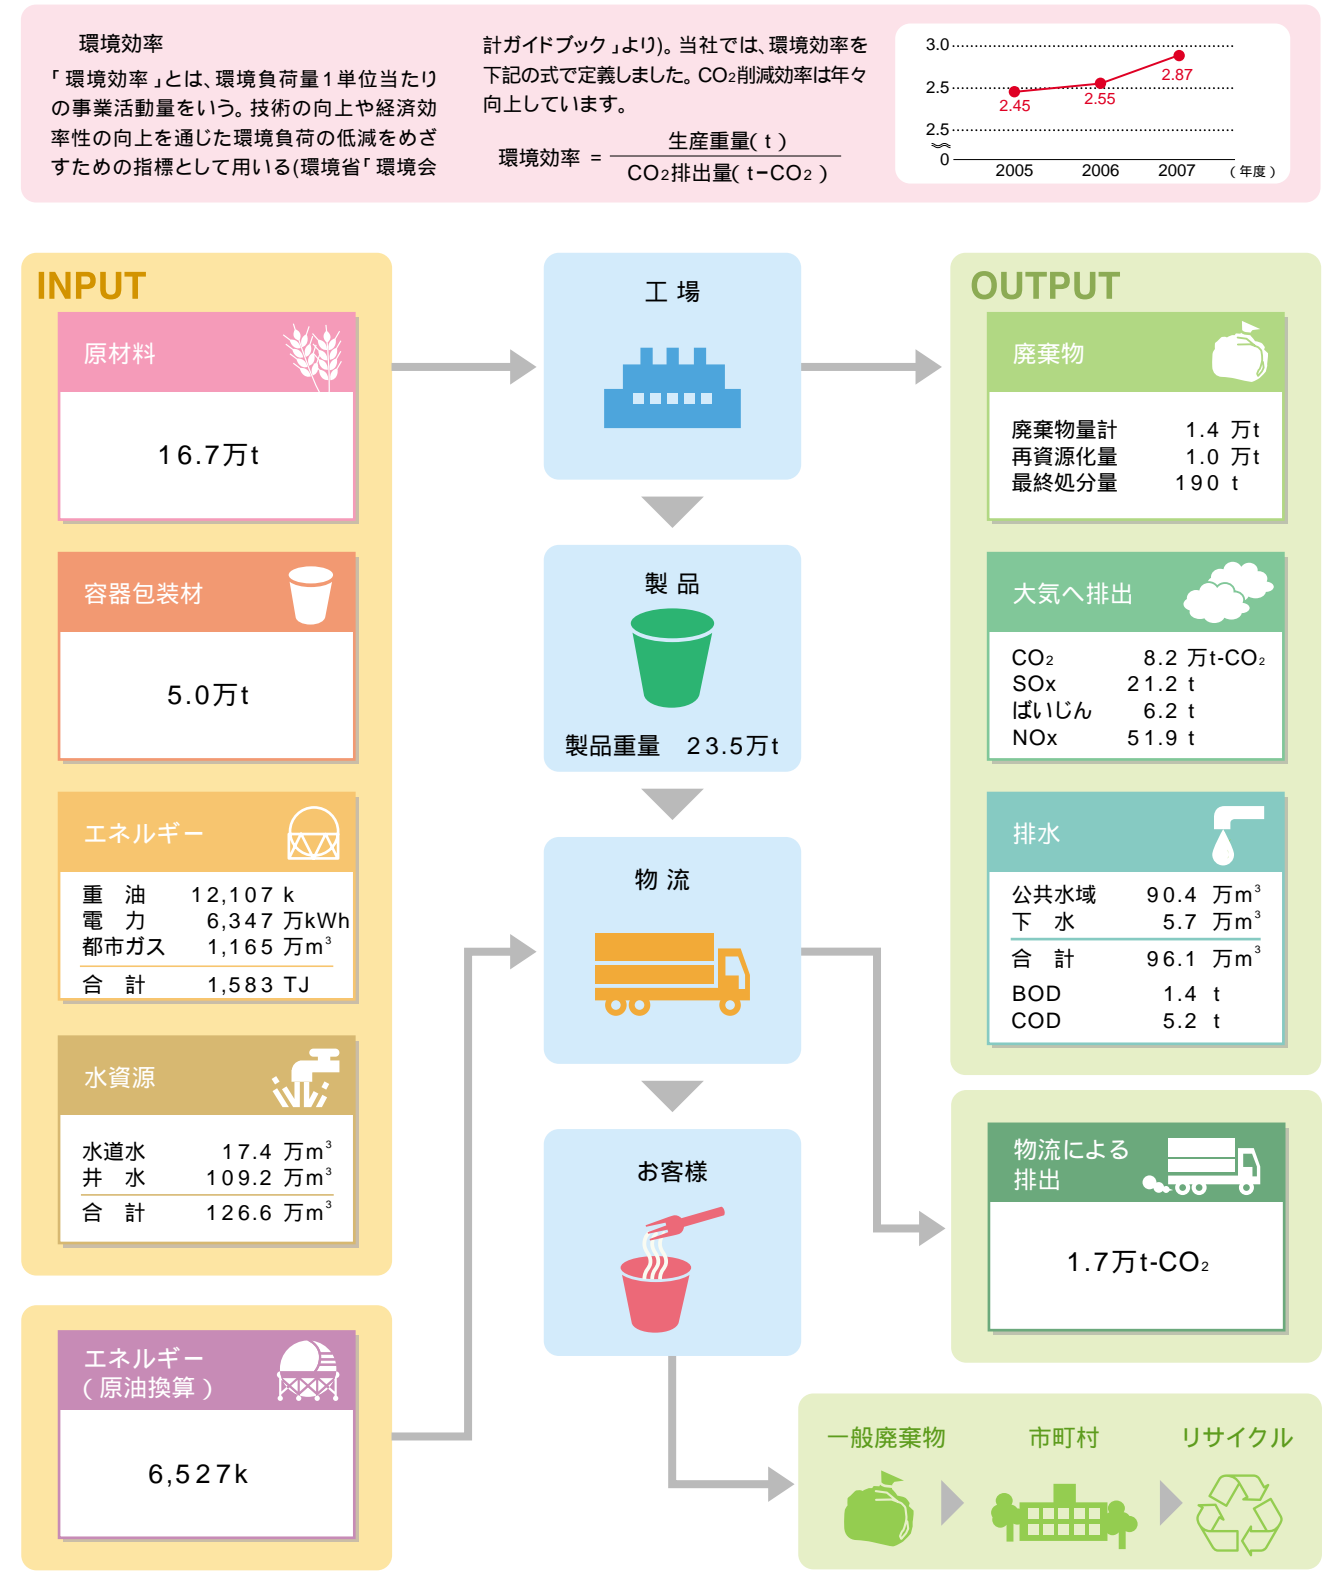 環境効率
「環境効率」とは、環境負荷量1単位当たり
の事業活動量をいう。技術の向上や経済効
率性の向上を通じた環境負荷の低減をめざ
すための指標として用いる(環境省「環境会
計ガイドブック」より)。当社では、環境効率を
下記の式で定義しました。CO2削減効率は年々
向上しています。
環境効率 = 生産重量(t)
CO2排出量(t-CO2)
3.0
2.5
2.5
0
2.45
2.55
2.87
2005 2006 2007 (年度)
INPUT
原材料
16.7万t
容器包装材
5.0万t
エネルギー
重 油 12,107 k
電 力 6,347 万kWh
都市ガス 1,165 万m3
合 計 1,583 TJ
水資源
水道水 17.4 万m3
井 水 109.2 万m3
合 計 126.6 万m3
エネルギー
(原油換算)
6,527k
工場
製品
製品重量 23.5万t
物流
お客様
OUTPUT
廃棄物
廃棄物量計 1.4 万t
再資源化量 1.0 万t
最終処分量 190 t
大気へ排出
CO2 8.2 万t-CO2
SOx 21.2 t
ばいじん 6.2 t
NOx 51.9 t
排水
公共水域 90.4 万m3
下 水 5.7 万m3
合 計 96.1 万m3
BOD 1.4 t
COD 5.2 t
物流による
排出
1.7万t-CO2
一般廃棄物
市町村
リサイクル